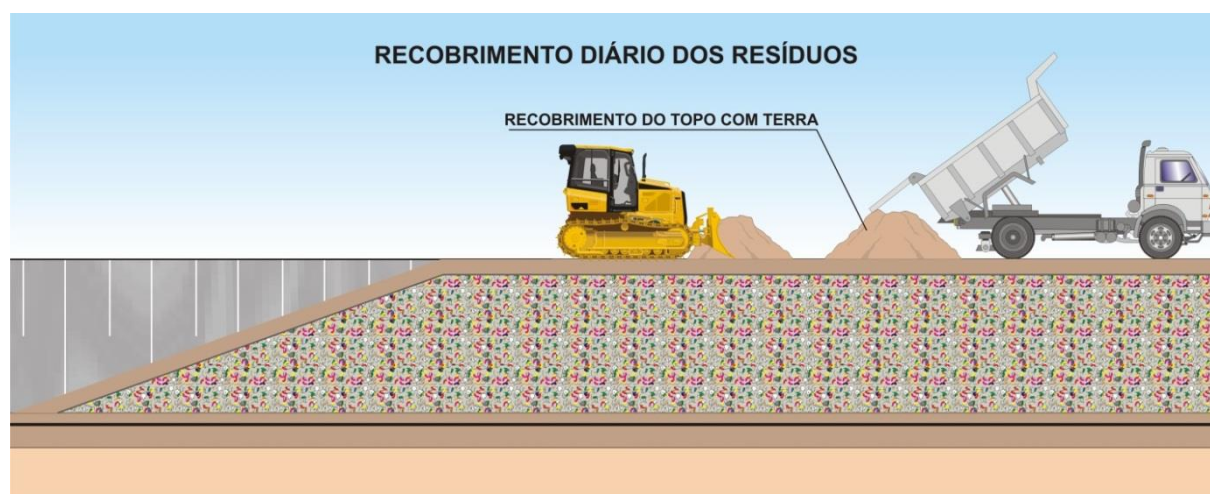 RECOBRIMENTO DIÁRIO DOS RESÍDUOS
RECOBRIMENTO DO TOPO COM TERRA